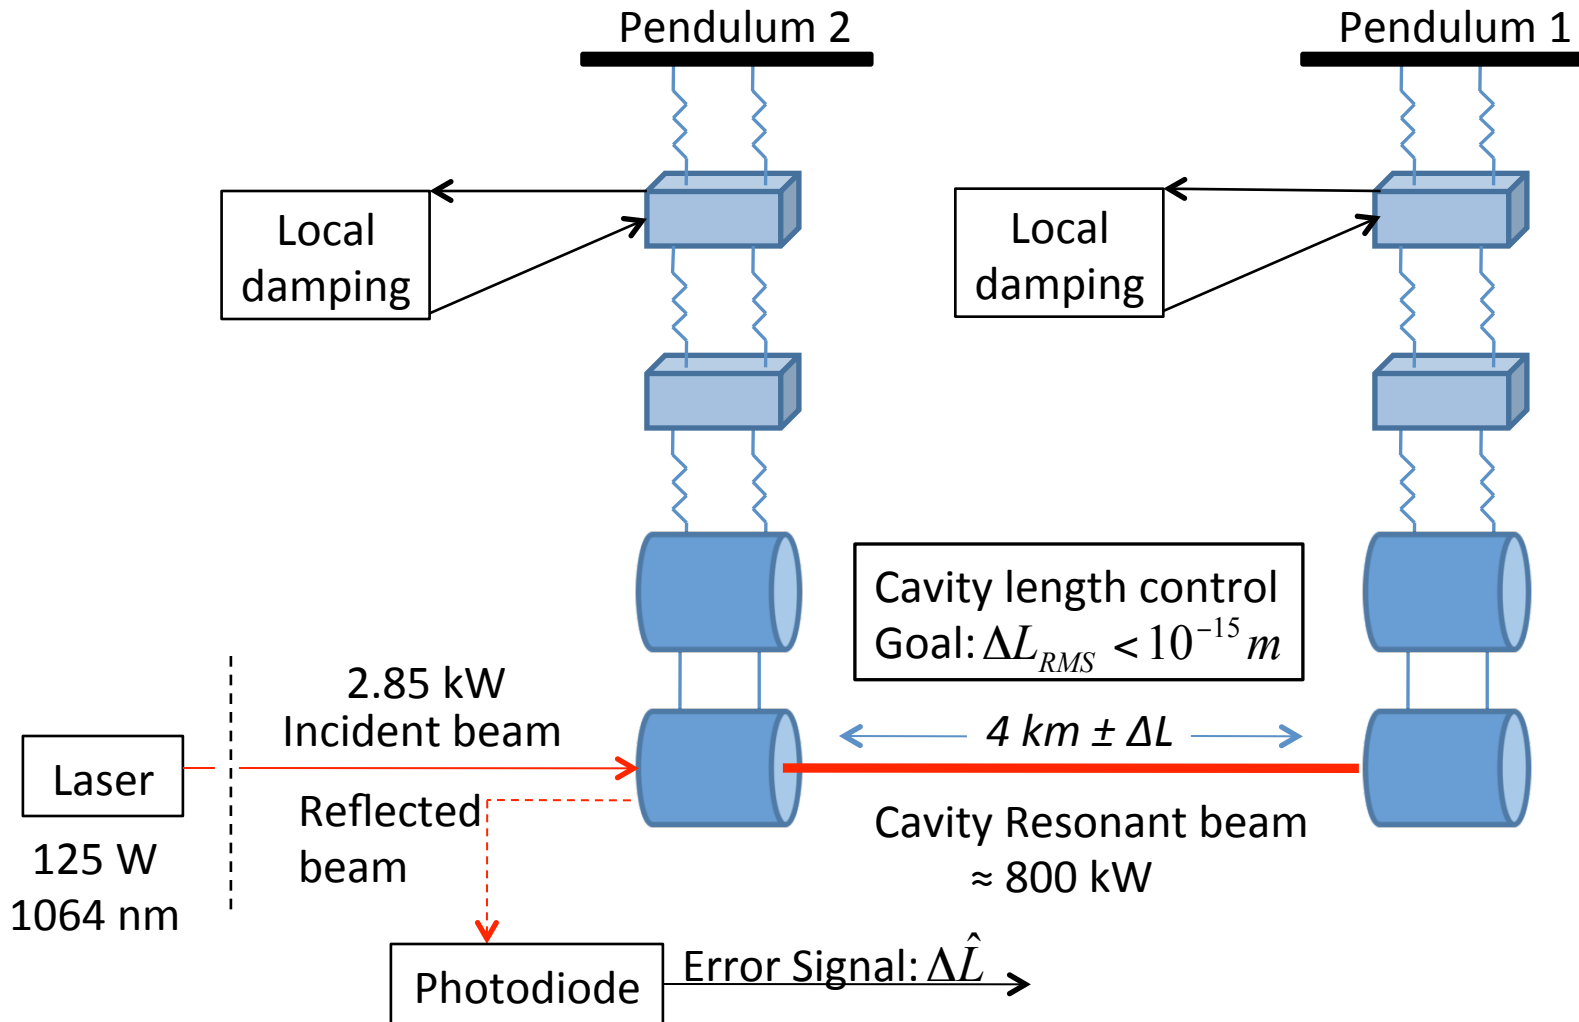 Pendulum 2
Pendulum 1
Local
damping
Local
damping
Cavity length control
Goal: ΔL_RMS < 10⁻¹⁵ m
2.85 kW
Incident beam
4 km ± ΔL
Laser
Reflected
beam
Cavity Resonant beam
≈ 800 kW
125 W
1064 nm
Photodiode
Error Signal: ΔL̂